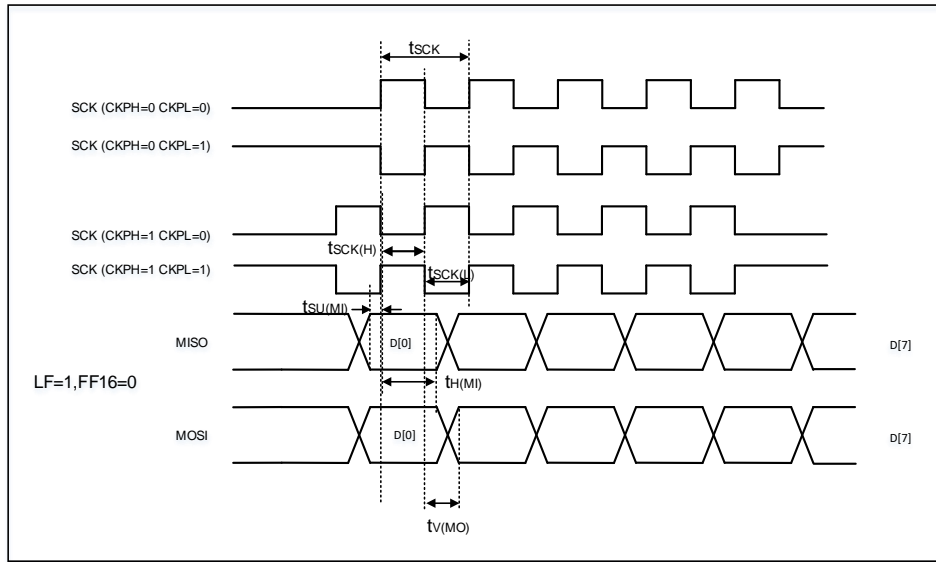 tSCK
SCK (CKPH=0 CKPL=0)
SCK (CKPH=0 CKPL=1)
SCK (CKPH=1 CKPL=0)
tSCK(H)
SCK (CKPH=1 CKPL=1)
tSCK(L)
tSU(MI)
MISO
D[0]
D[7]
LF=1,FF16=0
tH(MI)
MOSI
D[0]
D[7]
tV(MO)